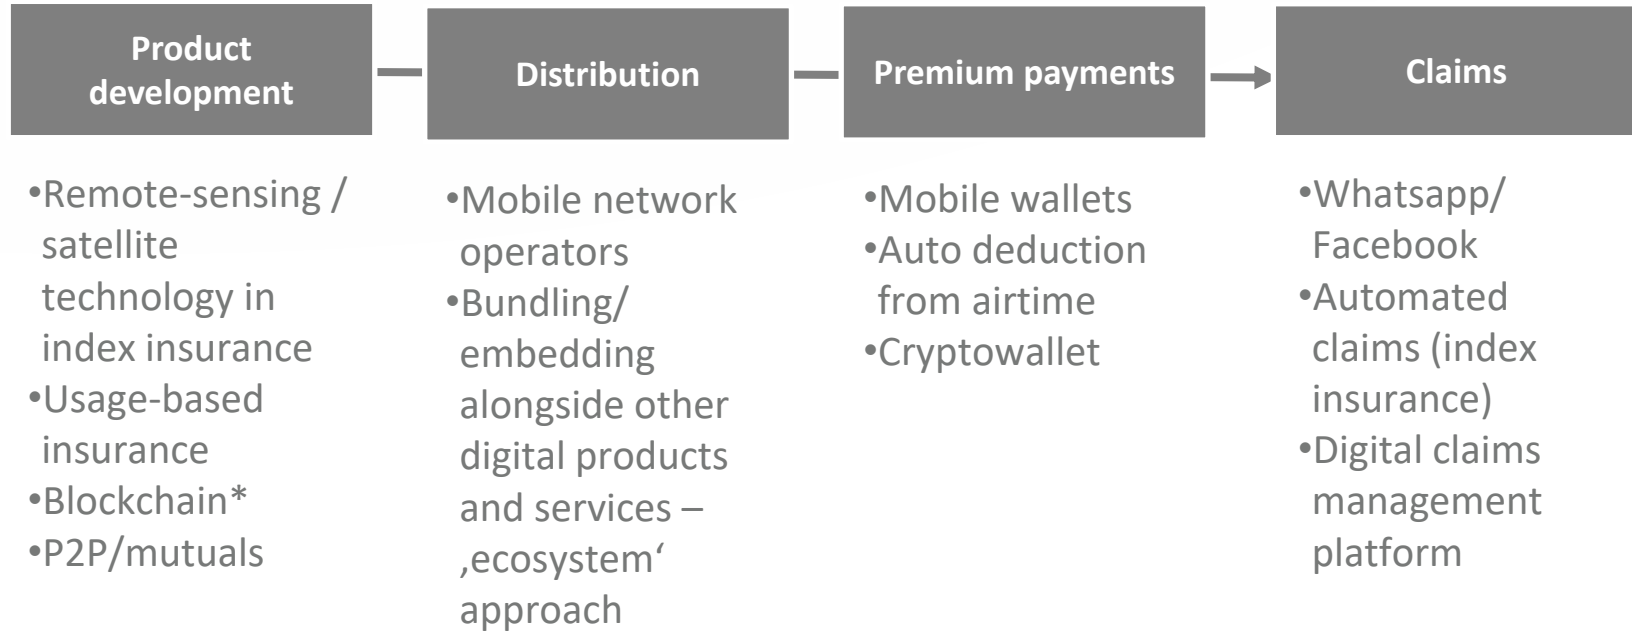 Product
development
Distribution
Premium payments
Claims
•Remote-sensing /
satellite
technology in
index insurance
•Usage-based
insurance
•Blockchain*
•P2P/mutuals
•Mobile network
operators
•Bundling/
embedding
alongside other
digital products
and services –
‚ecosystem‘
approach
•Mobile wallets
•Auto deduction
from airtime
•Cryptowallet
•Whatsapp/
Facebook
•Automated
claims (index
insurance)
•Digital claims
management
platform